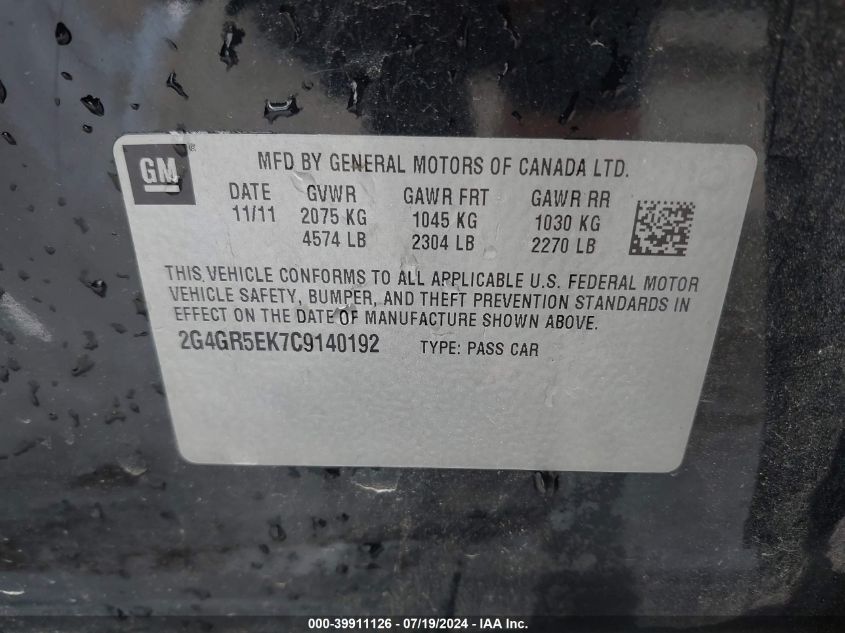 GM
MFD BY GENERAL MOTORS OF CANADA LTD.
DATE GVWR GAWR FRT GAWR RR
11/11 2075 KG 1045 KG 1030 KG
4574 LB 2304 LB 2270 LB
THIS VEHICLE CONFORMS TO ALL APPLICABLE U.S. FEDERAL MOTOR
VEHICLE SAFETY, BUMPER, AND THEFT PREVENTION STANDARDS IN
EFFECT ON THE DATE OF MANUFACTURE SHOWN ABOVE.
2G4GR5EK7C9140192 TYPE: PASS CAR
000-39911126 - 07/19/2024 - IAA Inc.